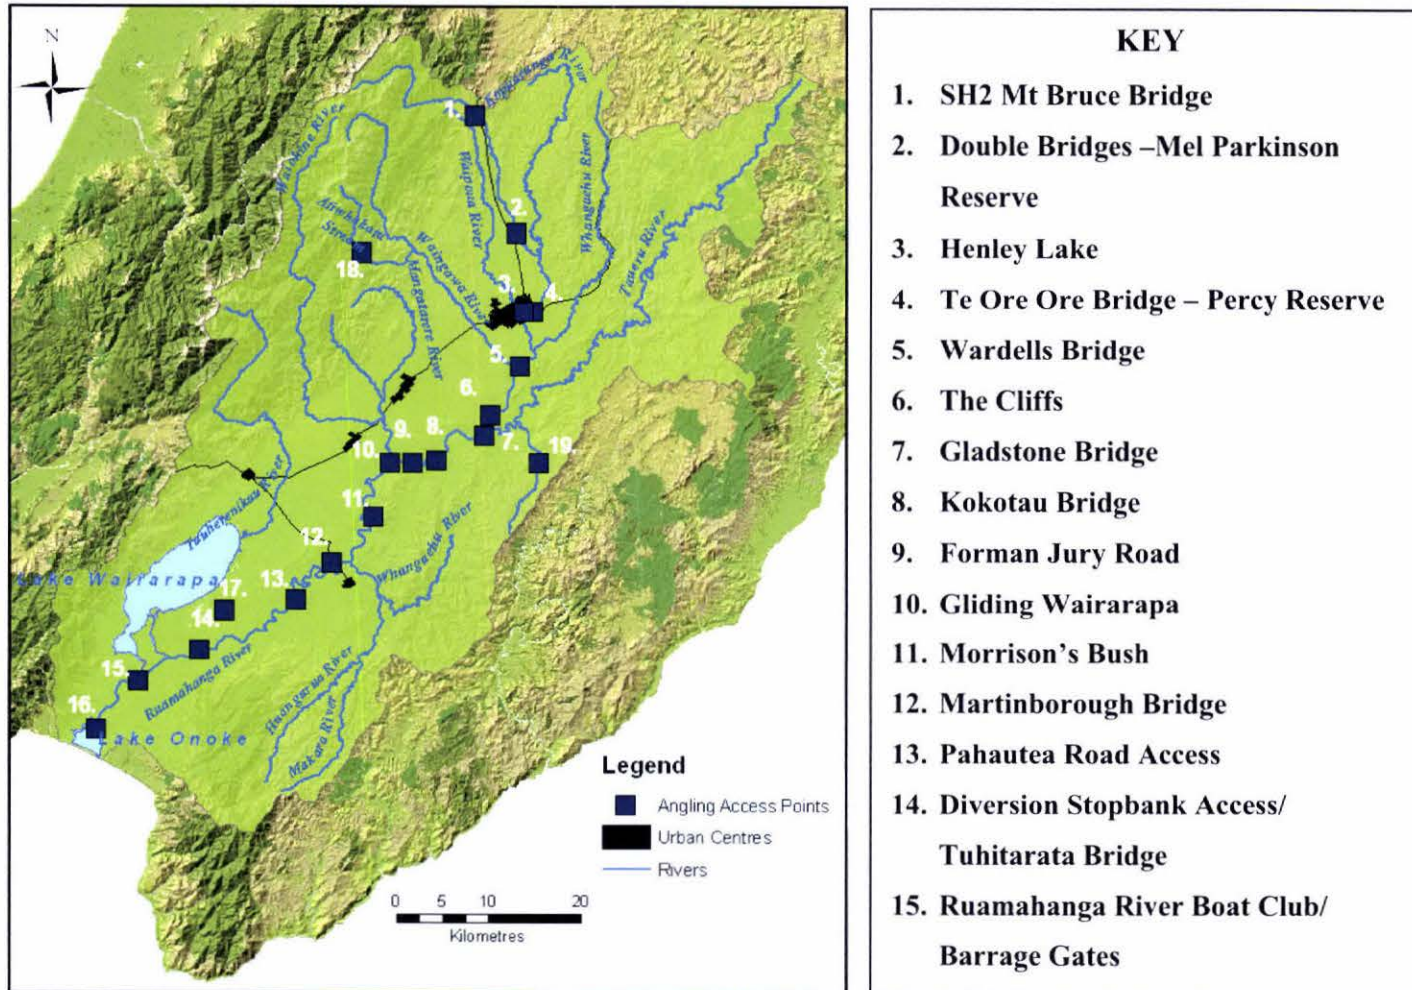 N
1.
Kopuaranga River
Waiohine River
Waipoua River
Whangaehu River
2.
Atiwhakatu
Stream
18.
Waingawa River
Mangatarere River
Taueru River
3.
4.
5.
6.
7.
8.
9.
10.
19.
11.
Tauherenikau River
12.
Whangaehu River
Lake Wairarapa
13.
17.
14.
15.
Ruamahanga River
Huangarua River
Makara River
16.
Lake Onoke
Legend
Angling Access Points
Urban Centres
Rivers
0 5 10 20
Kilometres
KEY
1. SH2 Mt Bruce Bridge
2. Double Bridges –Mel Parkinson
Reserve
3. Henley Lake
4. Te Ore Ore Bridge – Percy Reserve
5. Wardells Bridge
6. The Cliffs
7. Gladstone Bridge
8. Kokotau Bridge
9. Forman Jury Road
10. Gliding Wairarapa
11. Morrison's Bush
12. Martinborough Bridge
13. Pahautea Road Access
14. Diversion Stopbank Access/
Tuhitarata Bridge
15. Ruamahanga River Boat Club/
Barrage Gates